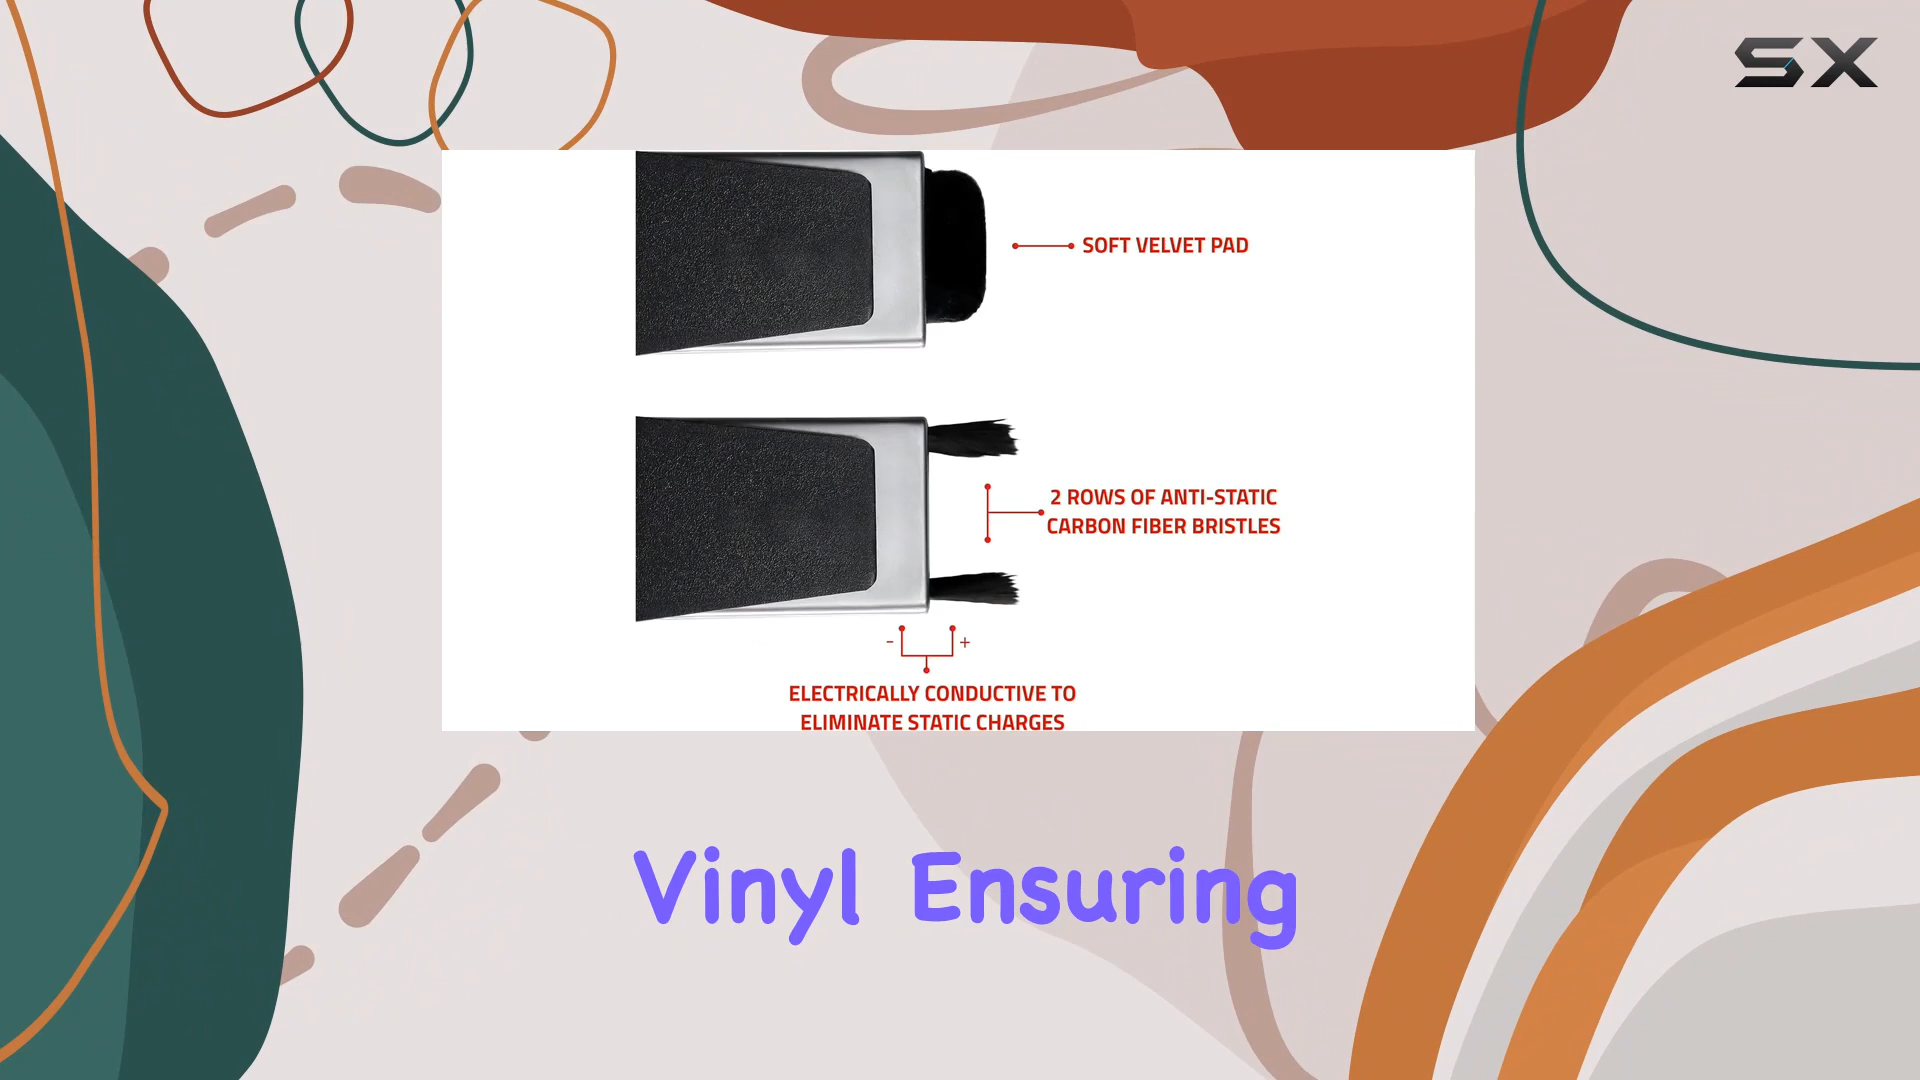 SX
SOFT VELVET PAD
2 ROWS OF ANTI-STATIC
CARBON FIBER BRISTLES
- +
ELECTRICALLY CONDUCTIVE TO
ELIMINATE STATIC CHARGES
Vinyl Ensuring